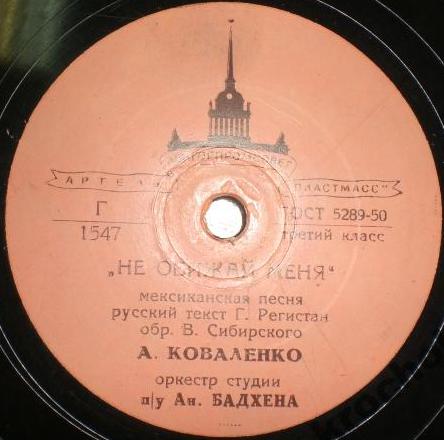 АРТЕЛЬ ПЛАСТМАСС"
Г
1547
ГОСТ 5289-50
третий класс
„НЕ ОБИЖАЙ МЕНЯ"
мексиканская песня
русский текст Г. Регистан
обр. В. Сибирского
А. КОВАЛЕНКО
оркестр студии
п/у Ан. БАДХЕНА